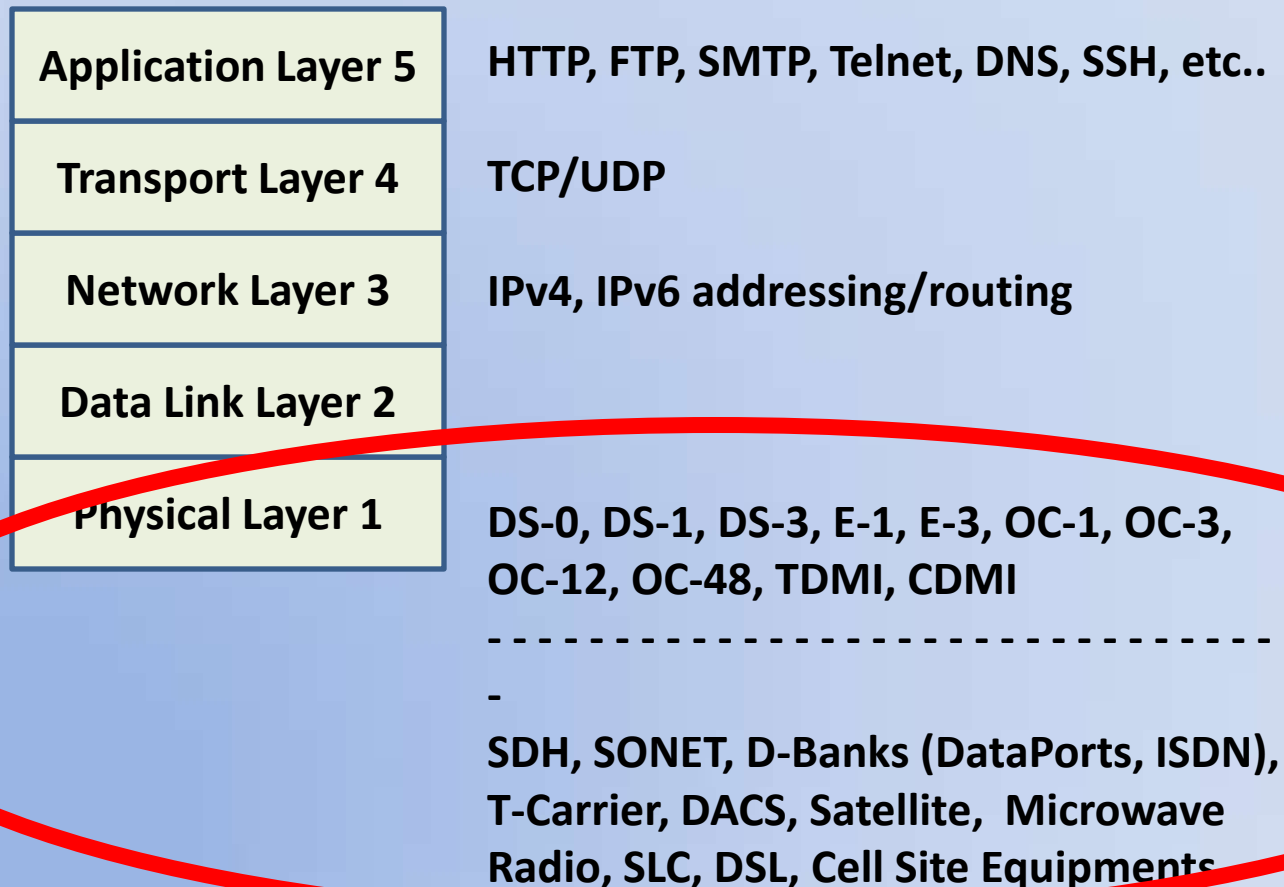 Application Layer 5
HTTP, FTP, SMTP, Telnet, DNS, SSH, etc..
Transport Layer 4
TCP/UDP
Network Layer 3
IPv4, IPv6 addressing/routing
Data Link Layer 2
Physical Layer 1
DS-0, DS-1, DS-3, E-1, E-3, OC-1, OC-3,
OC-12, OC-48, TDMI, CDMI
- - - - - - - - - - - - - - - - - - - - - - - - - - - - - - -
-
SDH, SONET, D-Banks (DataPorts, ISDN),
T-Carrier, DACS, Satellite, Microwave
Radio, SLC, DSL, Cell Site Equipments